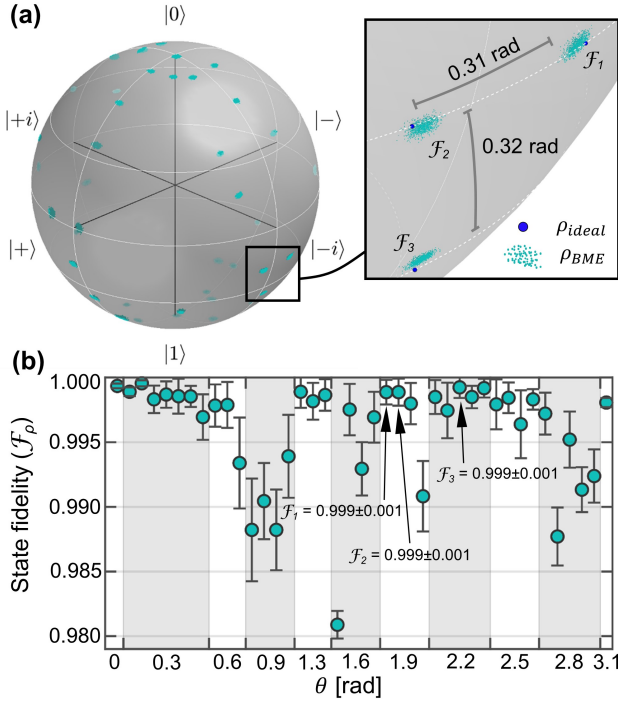 (a)
|0⟩
|+i⟩
|−⟩
|+⟩
|−i⟩
|1⟩
0.31 rad
ℱ1
ℱ2
0.32 rad
ℱ3
ρideal
ρBME
(b)
State fidelity (ℱρ)
1.000
0.995
0.990
0.985
0.980
ℱ3 = 0.999±0.001
ℱ1 = 0.999±0.001
ℱ2 = 0.999±0.001
0 0.3 0.6 0.9 1.3 1.6 1.9 2.2 2.5 2.8 3.1
θ [rad]